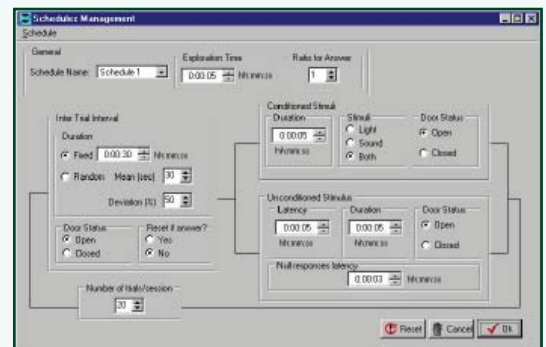 Schedules Management
Schedule
General
Schedule Name: Schedule 1
Exploration Time
0:00:05 hh:mm:ss
Ratio for Answer
1
Inter Trial Interval
Duration
Fixed 0:00:30 hh:mm:ss
Random Mean (sec) 30
Deviation (%) 50
Door Status
Open
Closed
Reset if answer?
Yes
No
Number of trials/session
20
Conditioned Stimuli
Duration
0:00:05
hh:mm:ss
Stimuli
Light
Sound
Both
Door Status
Open
Closed
Unconditioned Stimulus
Latency
0:00:05
hh:mm:ss
Duration
0:00:05
hh:mm:ss
Door Status
Open
Closed
Null responses latency
0:00:03 hh:mm:ss
Reset Cancel Ok